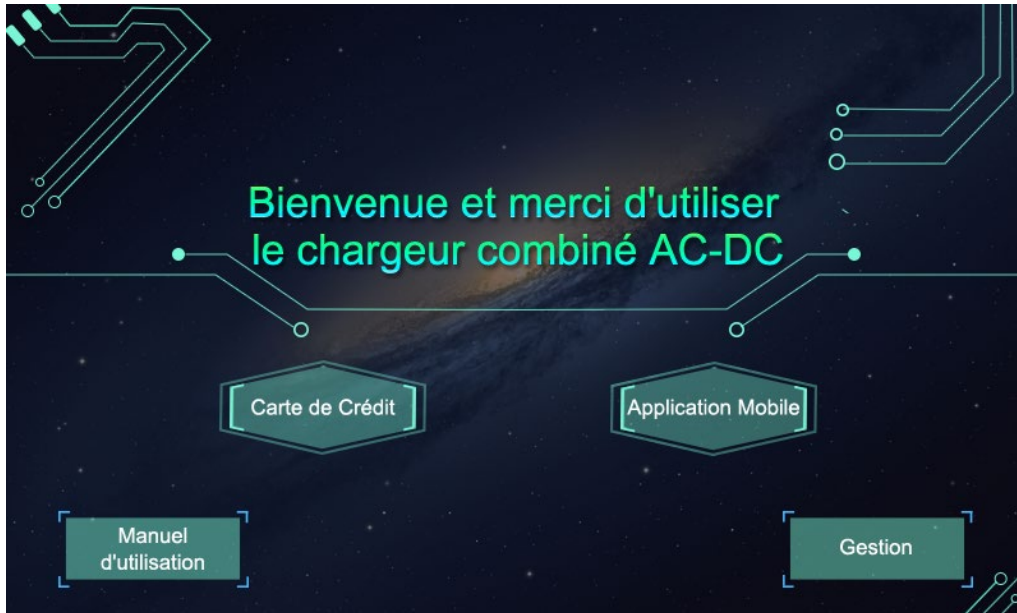 Bienvenue et merci d'utiliser
le chargeur combiné AC-DC
Carte de Crédit
Application Mobile
Manuel
d'utilisation
Gestion